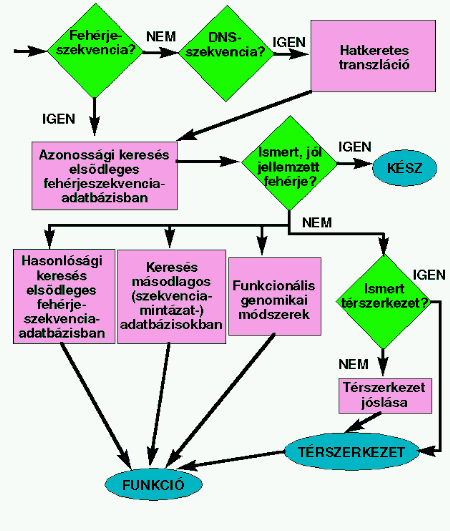 Fehérje-
szekvencia?
NEM
DNS-
szekvencia?
IGEN
Hatkeretes
transzláció
IGEN
Azonossági keresés
elsődleges
fehérjeszekvencia-
adatbázisban
Ismert, jól
jellemzett
fehérje?
IGEN
KÉSZ
NEM
Hasonlósági
keresés
elsődleges
fehérje-
szekvencia-
adatbázisban
Keresés
másodlagos
(szekvencia-
mintázat-)
adatbázisokban
Funkcionális
genomikai
módszerek
Ismert
térszerkezet?
IGEN
NEM
Térszerkezet
jóslása
TÉRSZERKEZET
FUNKCIÓ